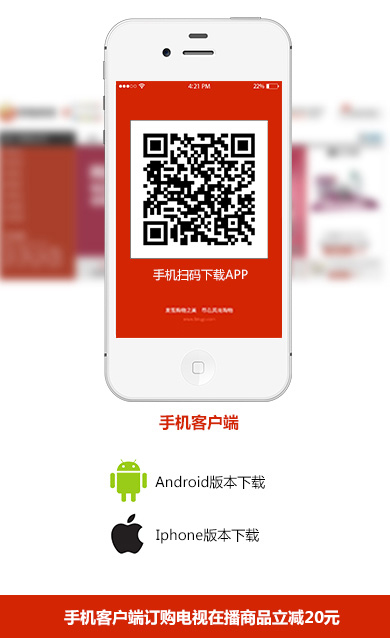 4:21 PM
22%
手机扫码下载APP
手机客户端
Android版本下载
Iphone版本下载
手机客户端订购电视在播商品立减20元